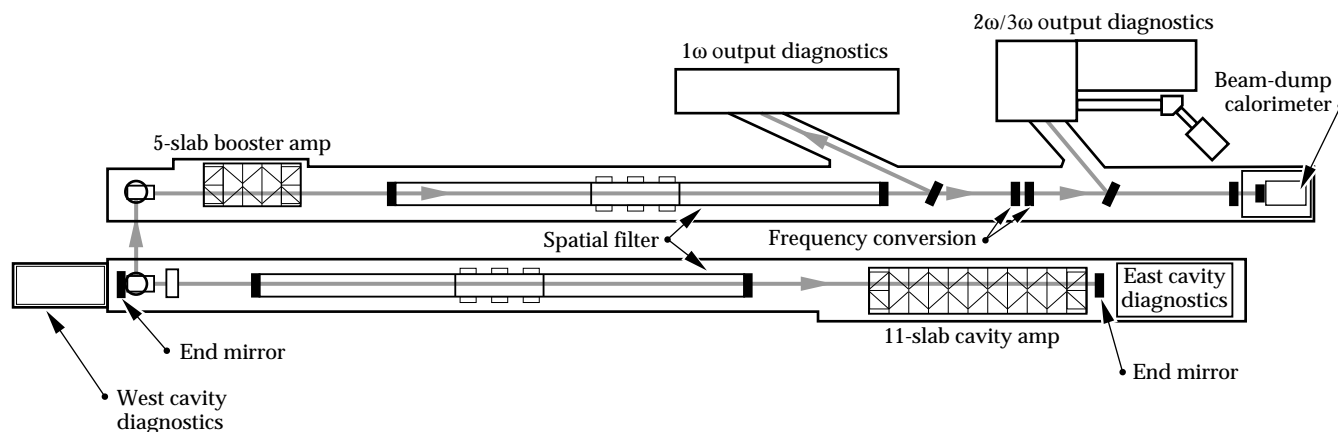 2ω/3ω output diagnostics
1ω output diagnostics
Beam-dump
calorimeter
5-slab booster amp
Spatial filter
Frequency conversion
East cavity
diagnostics
11-slab cavity amp
End mirror
End mirror
West cavity
diagnostics